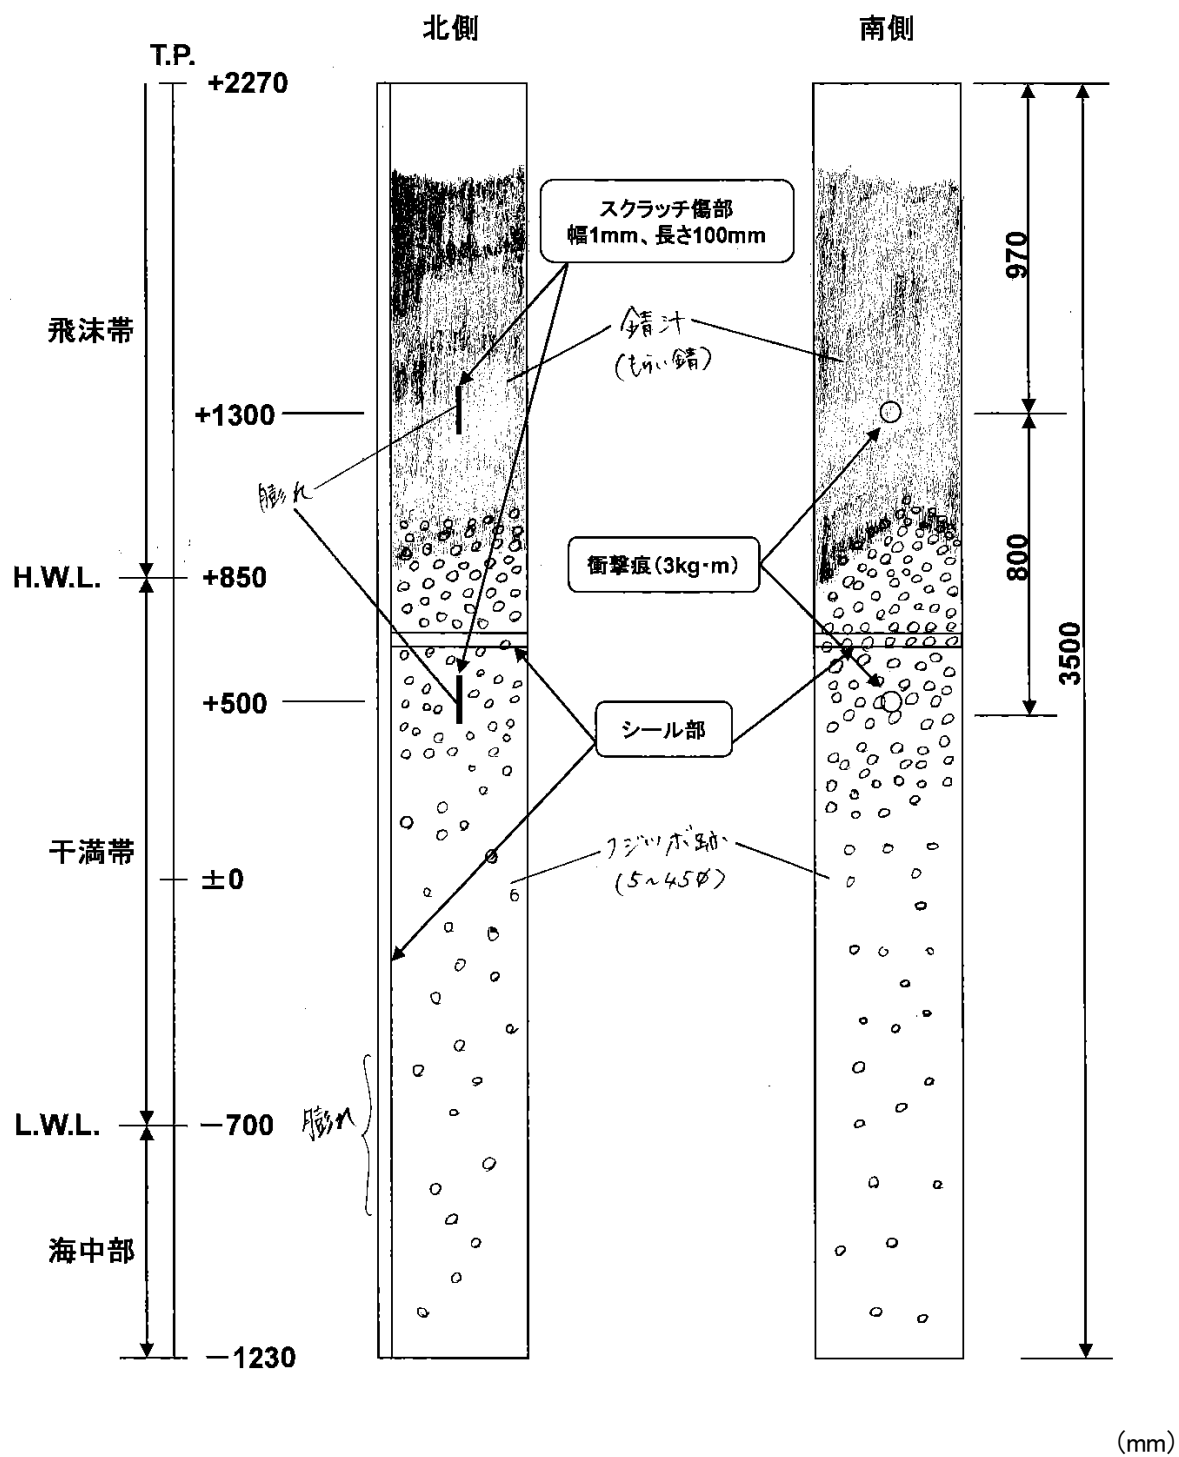 北側
南側
T.P.
+2270
スクラッチ傷部
幅1mm、長さ100mm
970
飛沫帯
錆汁
(もらい錆)
+1300
膨れ
衝撃痕(3kg・m)
800
H.W.L.
+850
3500
+500
シール部
干満帯
フジツボ跡
(5~45φ)
±0
L.W.L.
-700
膨れ
海中部
-1230
(mm)